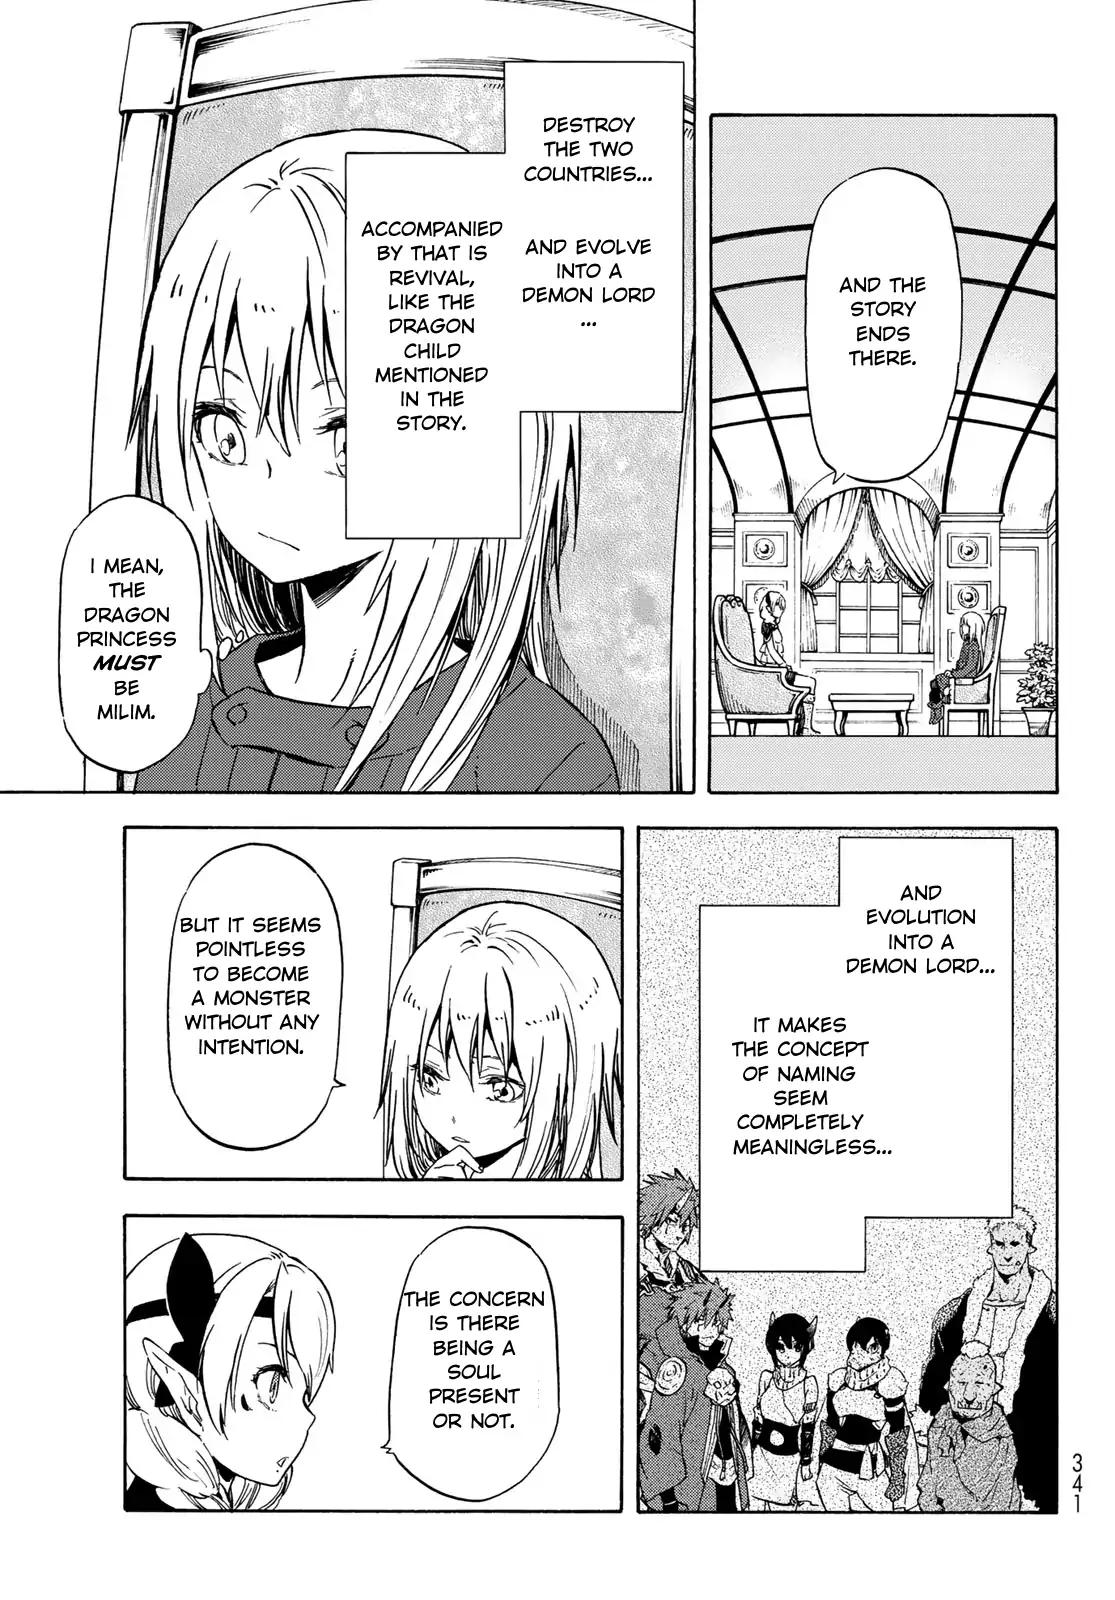 AND THE
STORY
ENDS
THERE.
DESTROY
THE TWO
COUNTRIES...
AND EVOLVE
INTO A
DEMON LORD
...
ACCOMPANIED
BY THAT IS
REVIVAL,
LIKE THE
DRAGON
CHILD
MENTIONED
IN THE
STORY.
I MEAN,
THE
DRAGON
PRINCESS
MUST
BE
MILIM.
AND
EVOLUTION
INTO A
DEMON LORD...
IT MAKES
THE CONCEPT
OF NAMING
SEEM
COMPLETELY
MEANINGLESS...
BUT IT SEEMS
POINTLESS
TO BECOME
A MONSTER
WITHOUT ANY
INTENTION.
THE CONCERN
IS THERE
BEING A
SOUL
PRESENT
OR NOT.
341